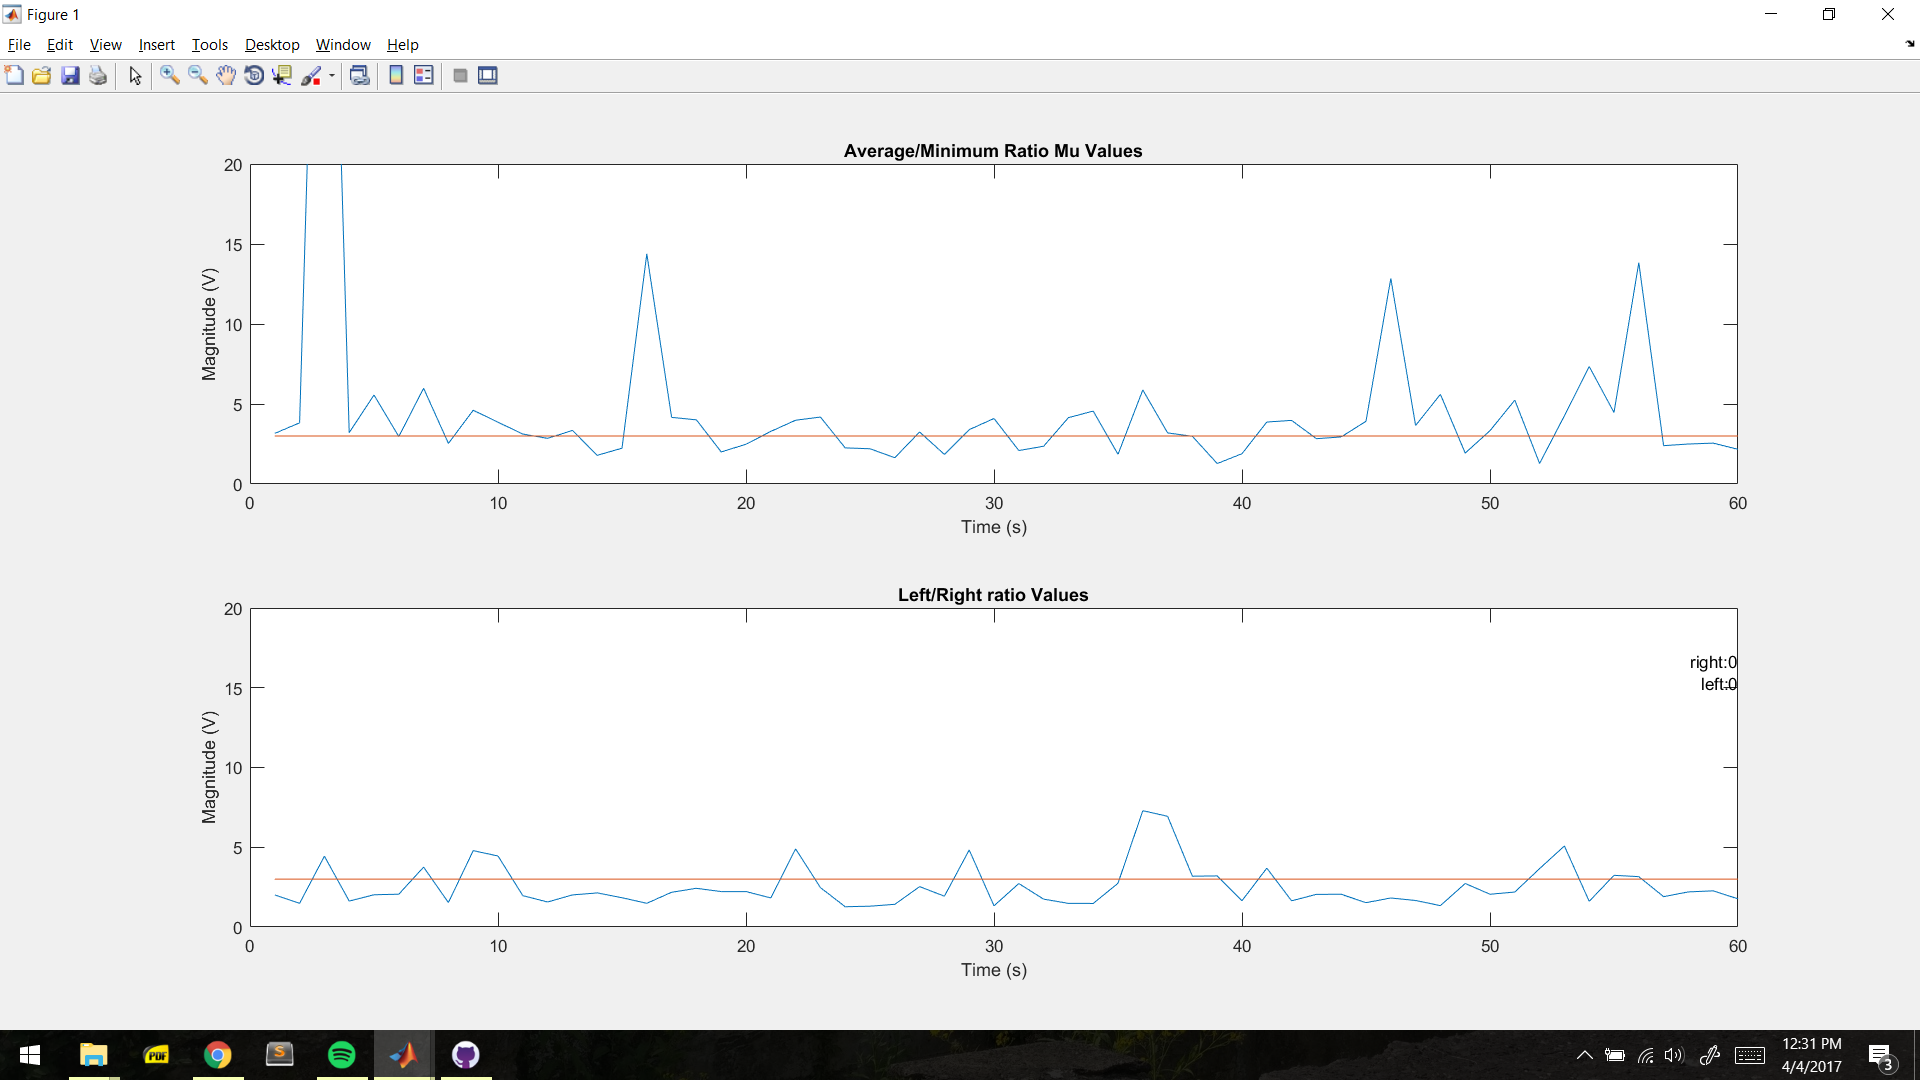 Figure 1
File Edit View Insert Tools Desktop Window Help
Average/Minimum Ratio Mu Values
20
15
10
5
0
Magnitude (V)
0 10 20 30 40 50 60
Time (s)
Left/Right ratio Values
20
15
10
5
0
Magnitude (V)
right:0
left:0
0 10 20 30 40 50 60
Time (s)
PDF
S
12:31 PM
4/4/2017
3